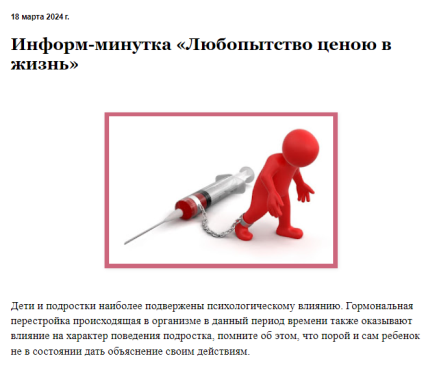 18 марта 2024 г.
Информ-минутка «Любопытство ценою в
жизнь»
Дети и подростки наиболее подвержены психологическому влиянию. Гормональная
перестройка происходящая в организме в данный период времени также оказывают
влияние на характер поведения подростка, помните об этом, что порой и сам ребенок
не в состоянии дать объяснение своим действиям.